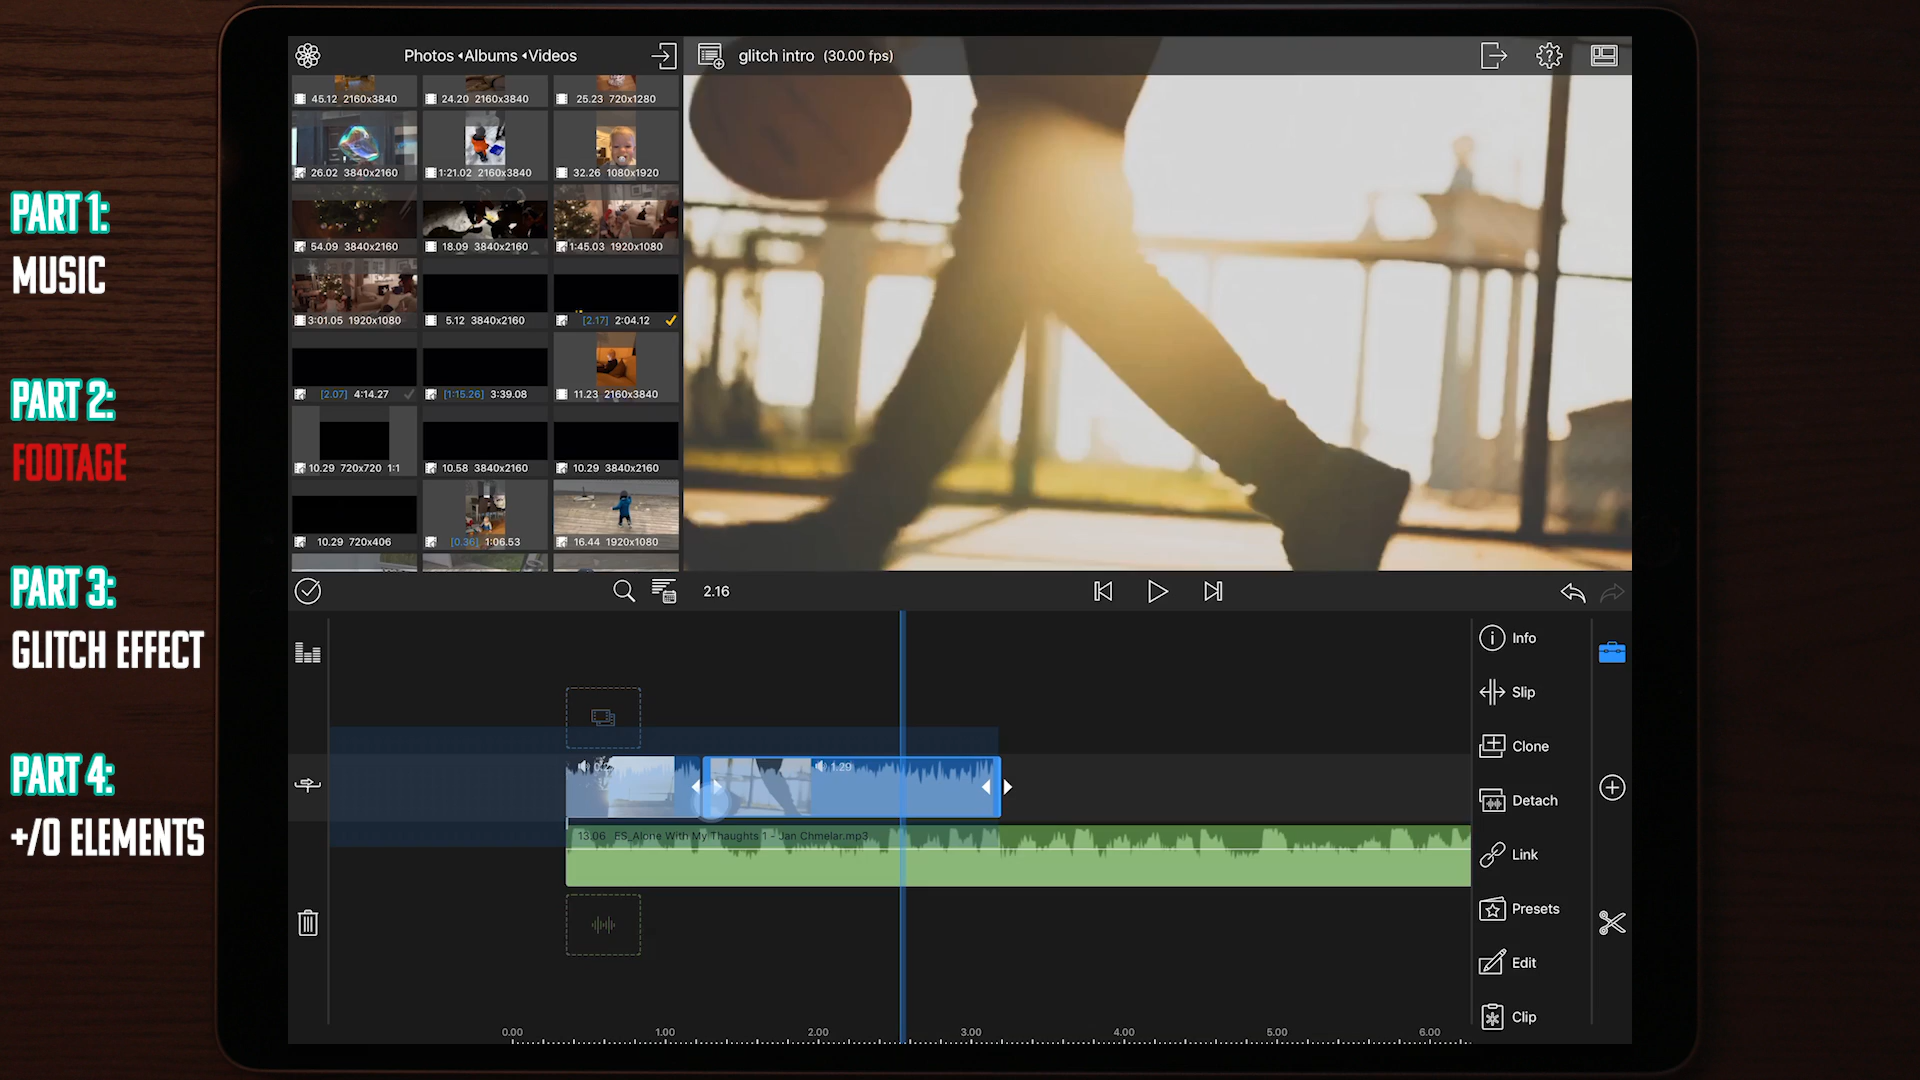 Photos Albums Videos
glitch intro (30.00 fps)
45.12 2160x3840
24.20 2160x3840
25.23 720x1280
26.02 3840x2160
1:21.02 2160x3840
32.26 1080x1920
54.09 3840x2160
18.09 3840x2160
1:45.03 1920x1080
3:01.05 1920x1080
5.12 3840x2160
[2.17] 2:04.12
[2.07] 4:14.27
[1:15.26] 3:39.08
11.23 2160x3840
10.29 720x720 1:1
10.58 3840x2160
10.29 3840x2160
10.29 720x406
[0.36] 1:06.53
16.44 1920x1080
PART 1:
MUSIC
PART 2:
FOOTAGE
PART 3:
GLITCH EFFECT
PART 4:
+/O ELEMENTS
2.16
1.29
13.06 ES_Alone With My Thaughts 1 - Jan Chmelar.mp3
Info
Slip
Clone
Detach
Link
Presets
Edit
Clip
0.00 1.00 2.00 3.00 4.00 5.00 6.00